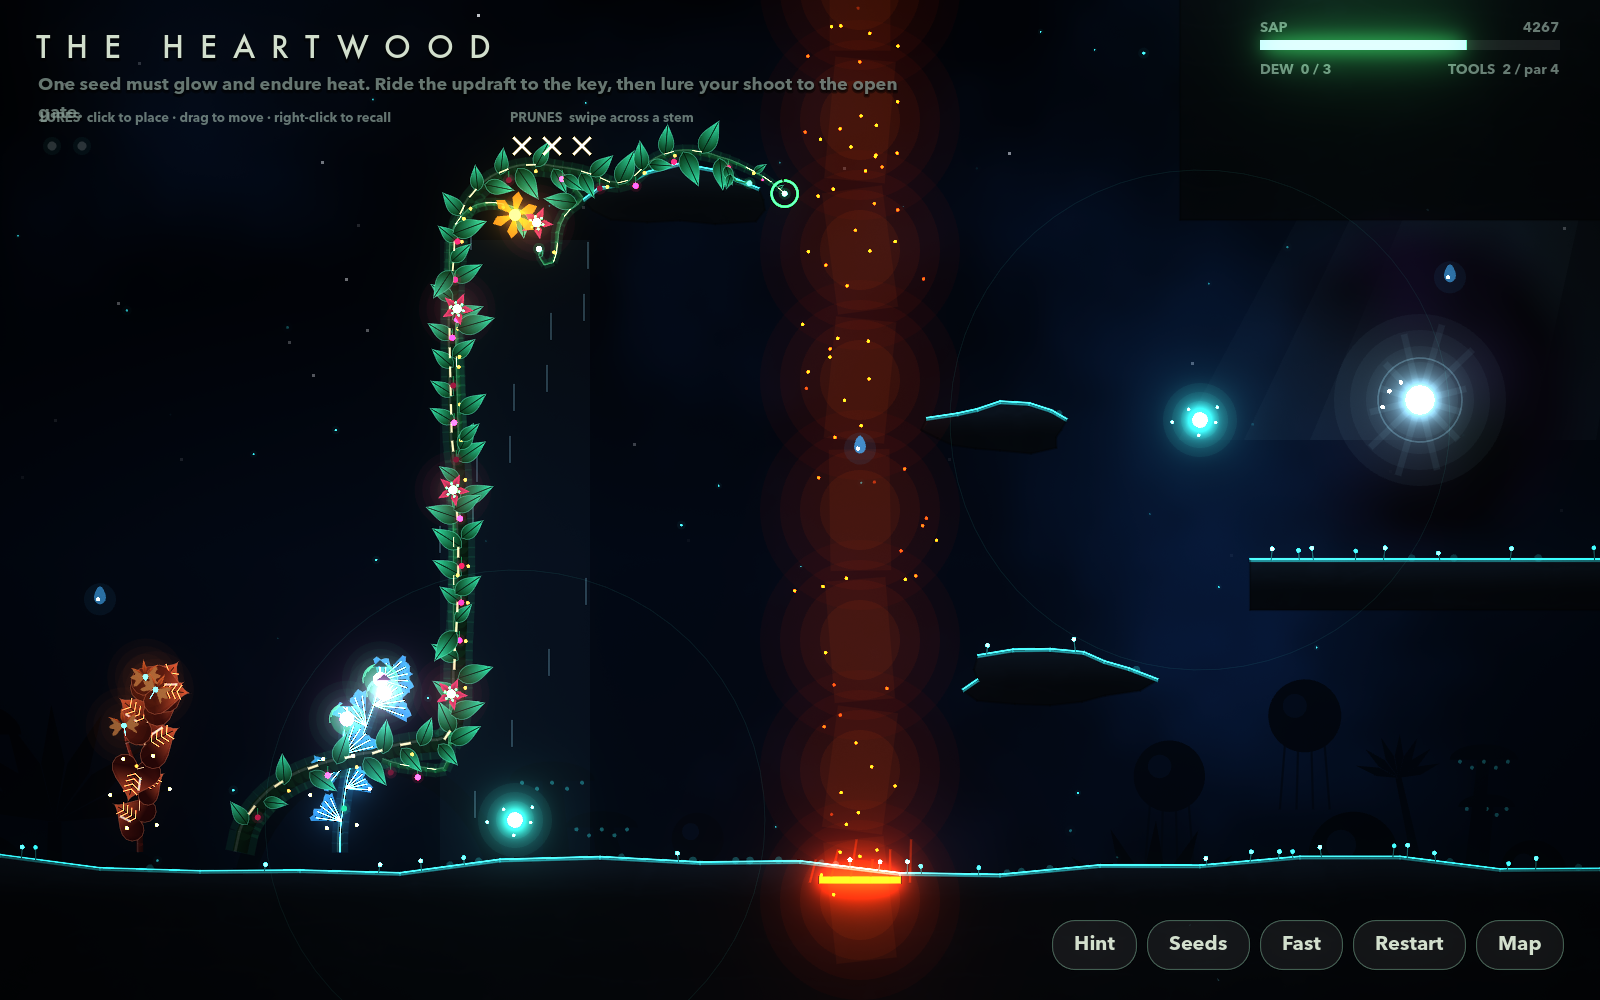 THE HEARTWOOD
SAP 4267
One seed must glow and endure heat. Ride the updraft to the key, then lure your shoot to the open
gate.
DEW 0 / 3 TOOLS 2 / par 4
LURES click to place · drag to move · right-click to recall PRUNES swipe across a stem
Hint Seeds Fast Restart Map